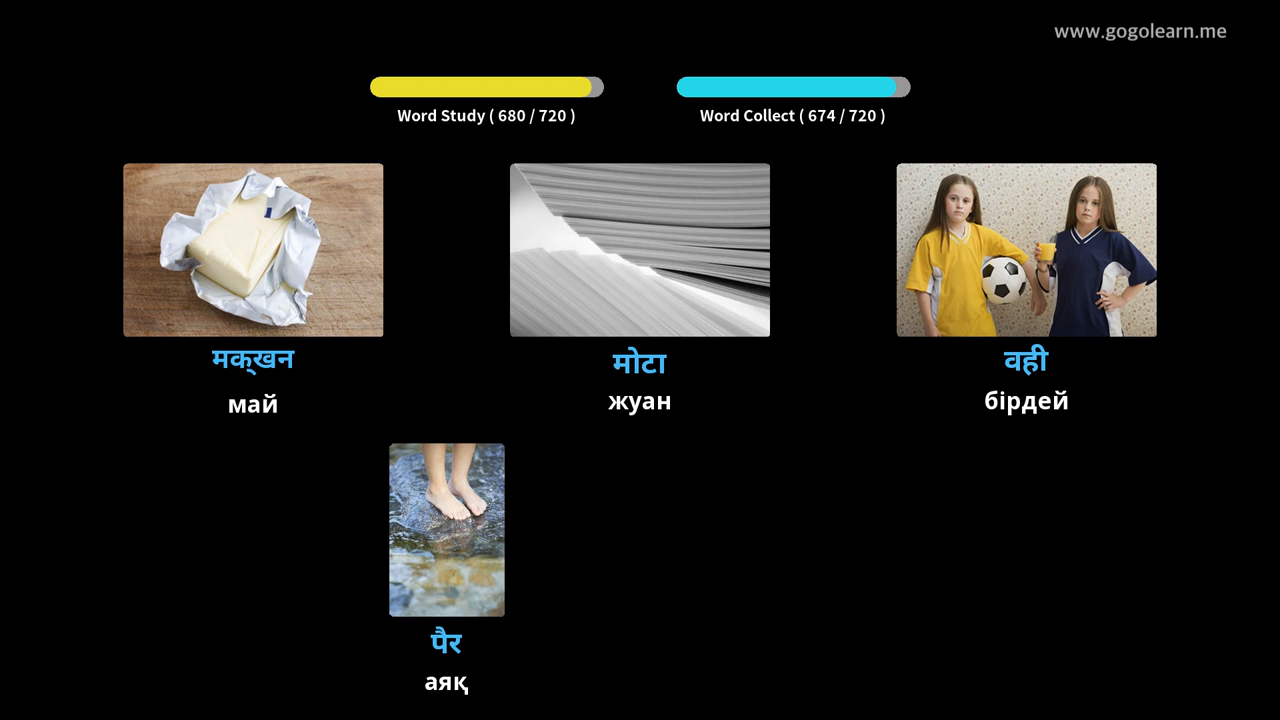 www.gogolearn.me
Word Study ( 680 / 720 )
Word Collect ( 674 / 720 )
मक्‌खन
май
मोटा
жуан
वही
бірдей
पैर
аяқ